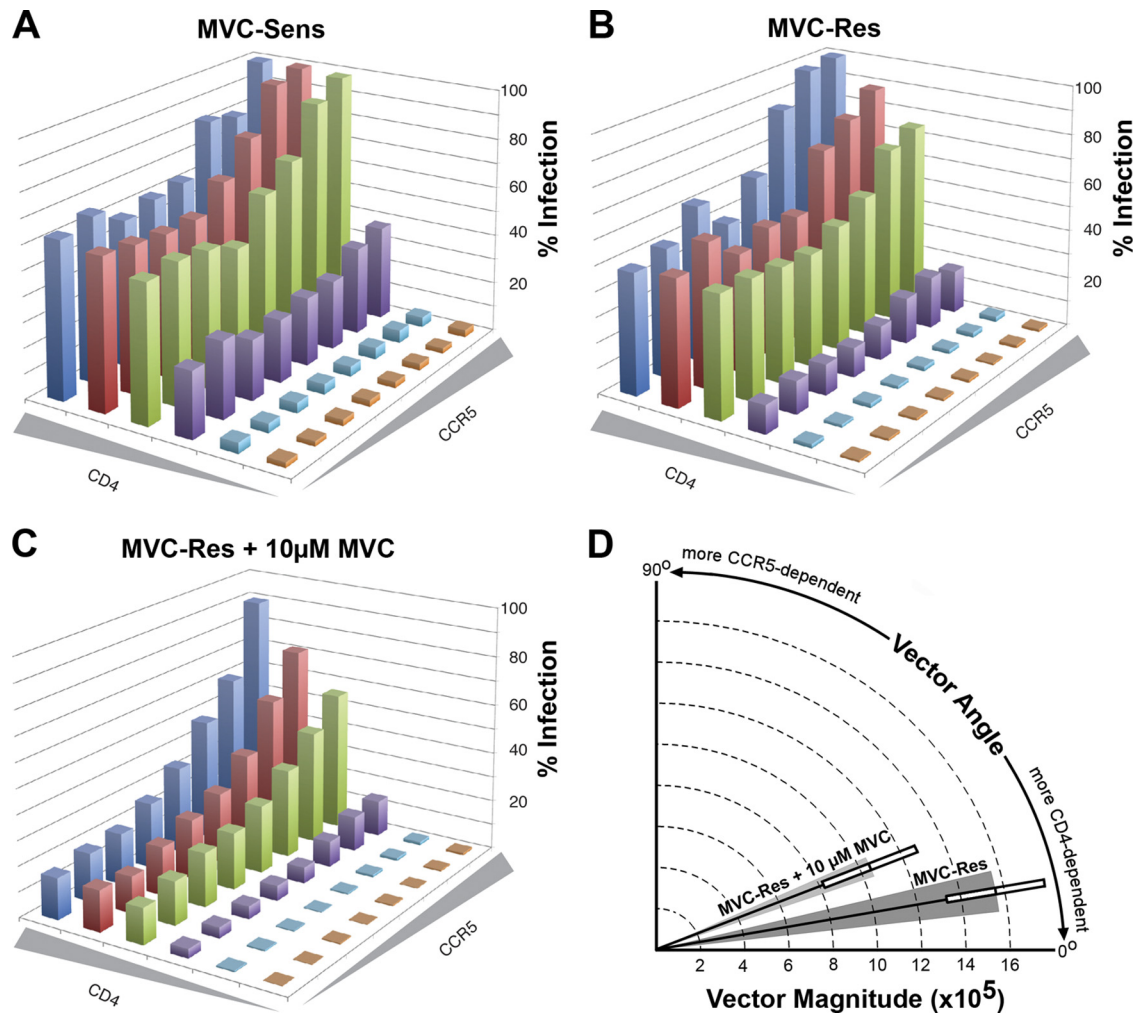 A
MVC-Sens
100
80
60
40
20
% Infection
CD4
CCR5
B
MVC-Res
100
80
60
40
20
% Infection
CD4
CCR5
C
MVC-Res + 10µM MVC
100
80
60
40
20
% Infection
CD4
CCR5
D
90o
more CCR5-dependent
Vector Angle
more CD4-dependent
0o
MVC-Res + 10 µM MVC
MVC-Res
2 4 6 8 10 12 14 16
Vector Magnitude (x10⁵)